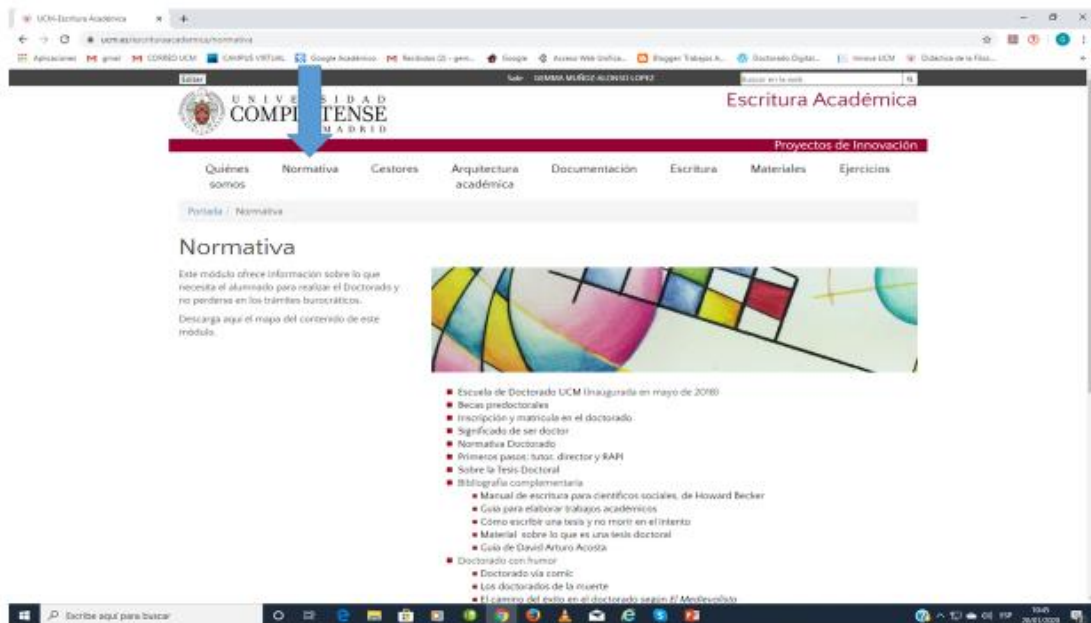 UCM-Escritura Académica
ucm.es/escrituraacademica/normativa
Aplicaciones gmail CORREO UCM CAMPUS VIRTUAL Google Académico Google
Editar Sale GEMMA MUÑOZ-ALONSO LOPEZ Buscar en la web
UNIVERSIDAD
COMPLUTENSE
MADRID
Escritura Académica
Proyectos de Innovación
Quiénes somos Normativa Gestores Arquitectura académica Documentación Escritura Materiales Ejercicios
Portada / Normativa
Normativa
Este módulo ofrece información sobre lo que
necesita el alumnado para realizar el Doctorado y
no perderse en los trámites burocráticos.
Descarga aquí el mapa del contenido de este
módulo.
Escuela de Doctorado UCM (Inaugurada en mayo de 2018)
Becas predoctorales
Inscripción y matrícula en el doctorado
Significado de ser doctor
Normativa Doctorado
Primeros pasos: tutor, director y RAPI
Sobre la Tesis Doctoral
Bibliografía complementaria
Manual de escritura para científicos sociales, de Howard Becker
Guía para elaborar trabajos académicos
Cómo escribir una tesis y no morir en el intento
Material sobre lo que es una tesis doctoral
Guía de David Arturo Acosta
Doctorado con humor
Doctorado vía comic
Los doctorados de la muerte
El camino del éxito en el doctorado según El Medievalista
Escribe aquí para buscar
ESP